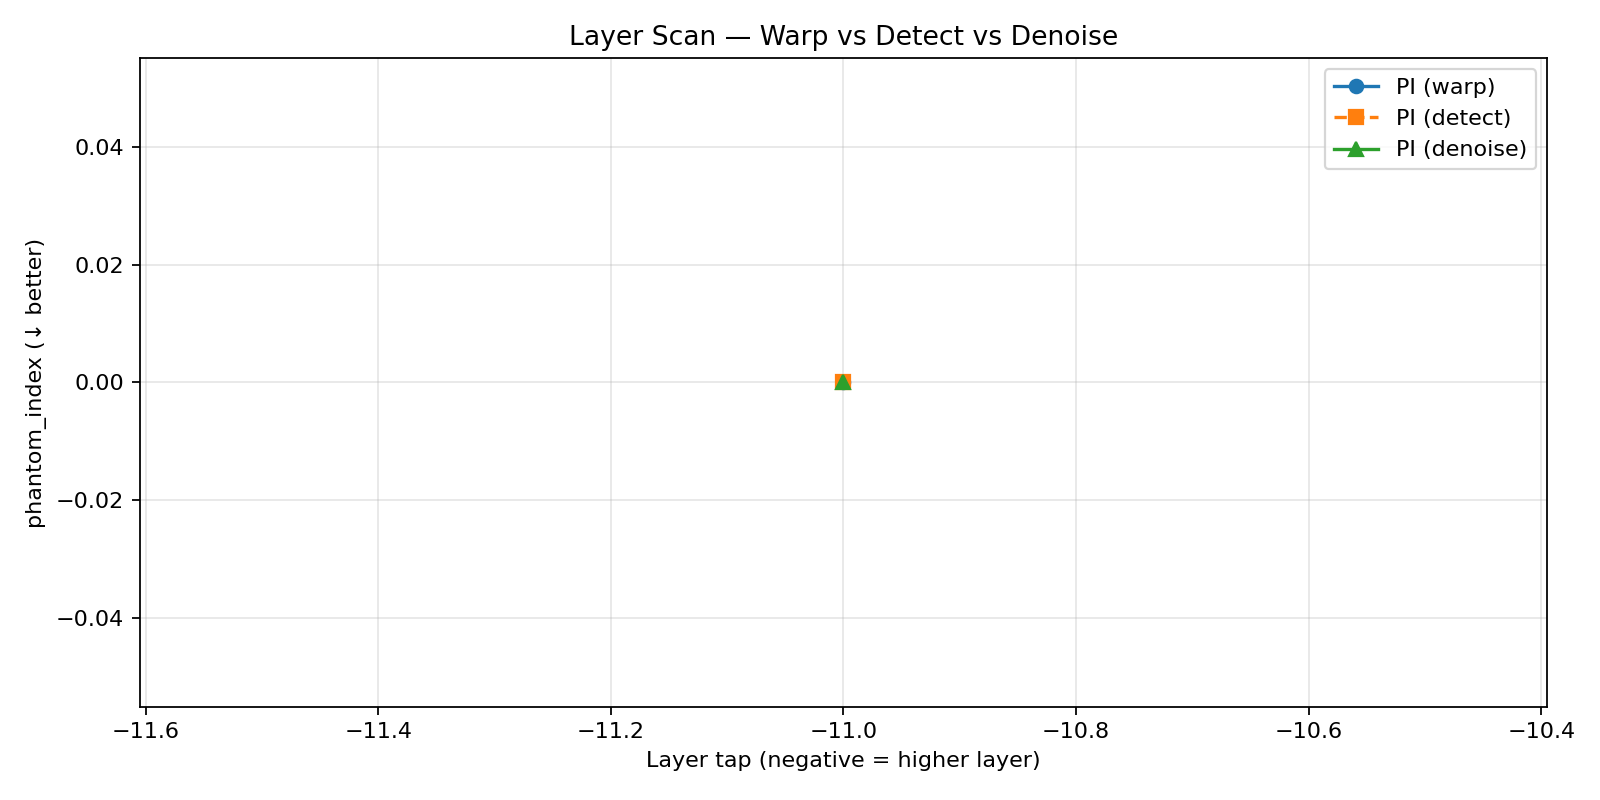 Layer Scan — Warp vs Detect vs Denoise
PI (warp)
PI (detect)
PI (denoise)
phantom_index (↓ better)
0.04
0.02
0.00
−0.02
−0.04
−11.6
−11.4
−11.2
−11.0
−10.8
−10.6
−10.4
Layer tap (negative = higher layer)